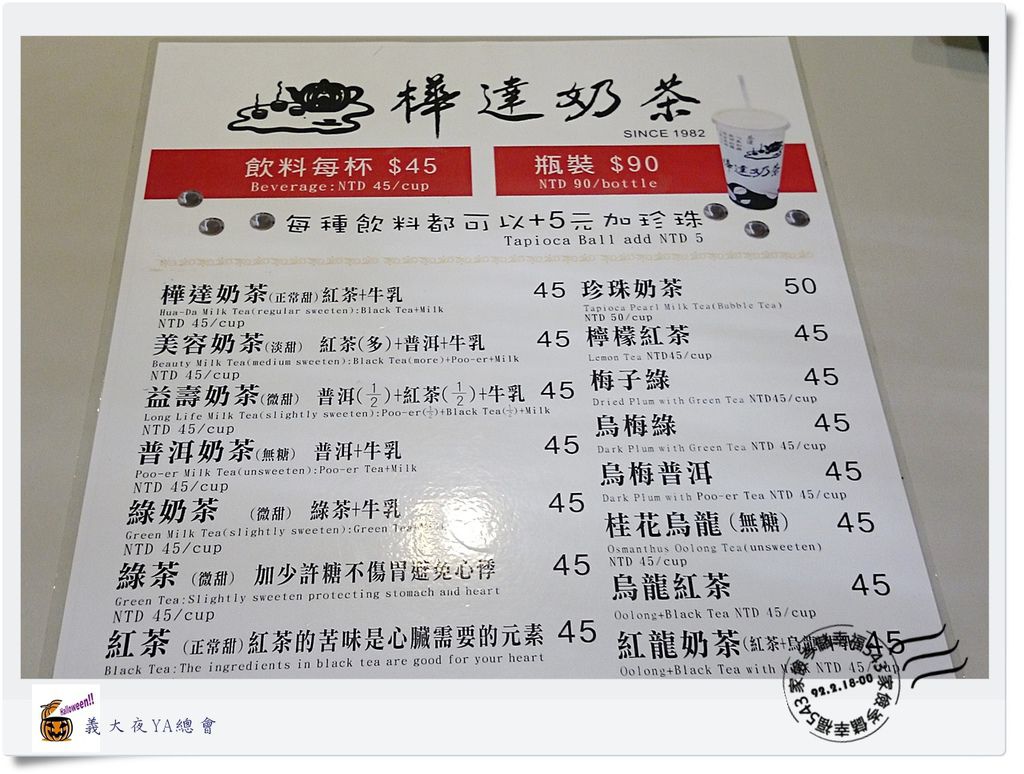 樺達奶茶
SINCE 1982
飲料每杯 $45
Beverage:NTD 45/cup
瓶裝 $90
NTD 90/bottle
每種飲料都可以+5元加珍珠
Tapioca Ball add NTD 5
樺達奶茶(正常甜)紅茶+牛乳 45
Hua-Da Milk Tea(regular sweeten):Black Tea+Milk
NTD 45/cup
美容奶茶(淡甜) 紅茶(多)+普洱+牛乳 45
Beauty Milk Tea(medium sweeten):Black Tea(more)+Poo-er+Milk
NTD 45/cup
益壽奶茶(微甜) 普洱(1/2)+紅茶(1/2)+牛乳 45
Long Life Milk Tea(slightly sweeten):Poo-er(1/2)+Black Tea(1/2)+Milk
NTD 45/cup
普洱奶茶(無糖) 普洱+牛乳 45
Poo-er Milk Tea(unsweeten):Poo-er Tea+Milk
NTD 45/cup
綠奶茶 (微甜) 綠茶+牛乳 45
Green Milk Tea(slightly sweeten):Green Tea
NTD 45/cup
綠茶 (微甜) 加少許糖不傷胃避免心悸 45
Green Tea:Slightly sweeten protecting stomach and heart
NTD 45/cup
紅茶 (正常甜)紅茶的苦味是心臟需要的元素 45
Black Tea:The ingredients in black tea are good for your heart
珍珠奶茶 50
Tapioca Pearl Milk Tea(Bubble Tea)
NTD 50/cup
檸檬紅茶 45
Lemon Tea NTD45/cup
梅子綠 45
Dried Plum with Green Tea NTD45/cup
烏梅綠 45
Dark Plum with Green Tea NTD 45/cup
烏梅普洱 45
Dark Plum with Poo-er Tea NTD 45/cup
桂花烏龍(無糖) 45
Osmanthus Oolong Tea(unsweeten)
NTD 45/cup
烏龍紅茶 45
Oolong+Black Tea NTD 45/cup
紅龍奶茶(紅茶+烏 45
Oolong+Black Tea with NTD 45/cup
樺達奶茶
92.2.18-00
Halloween!!
義大夜YA總會